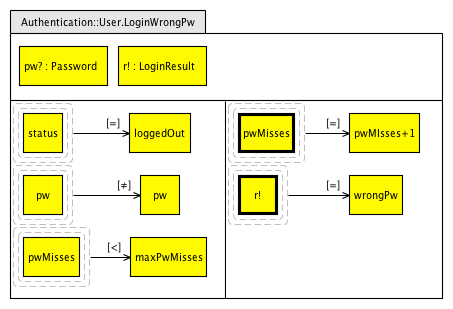 Authentication::User.LoginWrongPw
pw? : Password r! : LoginResult
status [=] loggedOut
pw [≠] pw
pwMisses [<] maxPwMisses
pwMisses [=] pwMIsses+1
r! [=] wrongPw